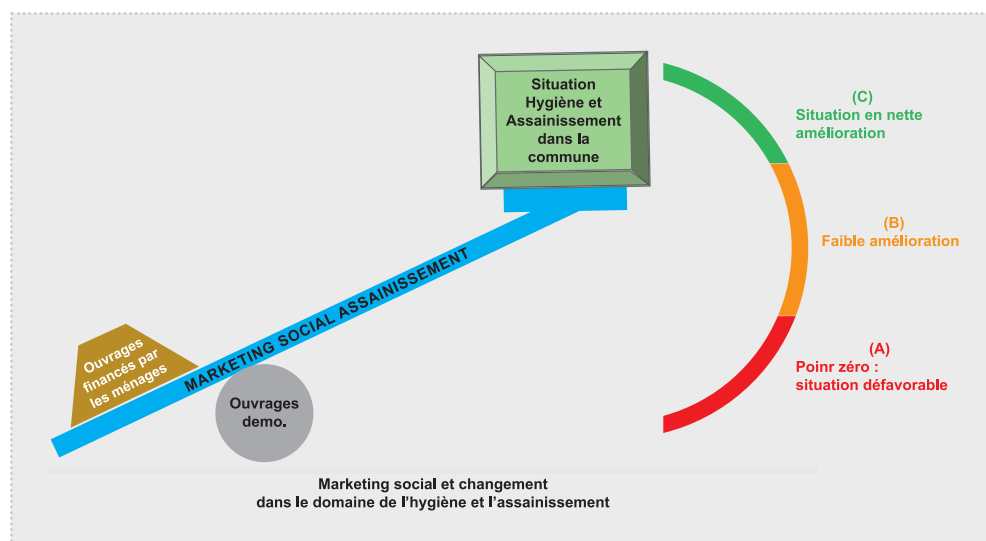 Situation
Hygiène et
Assainissement
dans la
commune
(C)
Situation en nette
amélioration
(B)
Faible amélioration
(A)
Poinr zéro :
situation défavorable
MARKETING SOCIAL ASSAINISSEMENT
Ouvrages
financés par
les ménages
Ouvrages
demo.
Marketing social et changement
dans le domaine de l'hygiène et l'assainissement